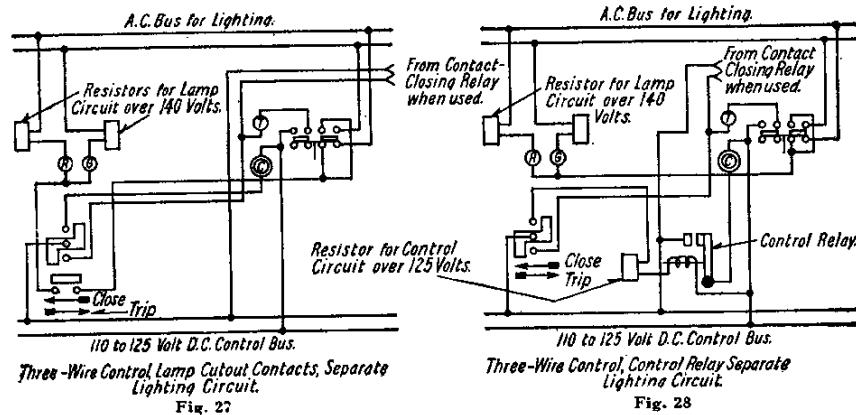 A.C. Bus for Lighting.
Resistors for Lamp
Circuit over 140 Volts.
From Contact-
Closing Relay
when used.
T
R
G
C
Close
Trip
110 to 125 Volt D.C. Control Bus.
Three-Wire Control, Lamp Cutout Contacts, Separate
Lighting Circuit.
Fig. 27
A.C. Bus for Lighting.
Resistor for Lamp
Circuit over 140
Volts.
From Contact
Closing Relay
when used.
T
R
G
C
Resistor for Control
Circuit over 125 Volts.
Control Relay.
Close
Trip
110 to 125 Volt D.C. Control Bus.
Three-Wire Control, Control Relay Separate
Lighting Circuit.
Fig. 28